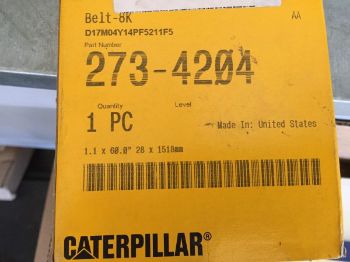 Belt-8K AA
D17M04Y14PF5211F5
Part Number
273-4204
Quantity Level
1 PC Made In: United States
1.1 x 60.0" 28 x 1518mm
CATERPILLAR®